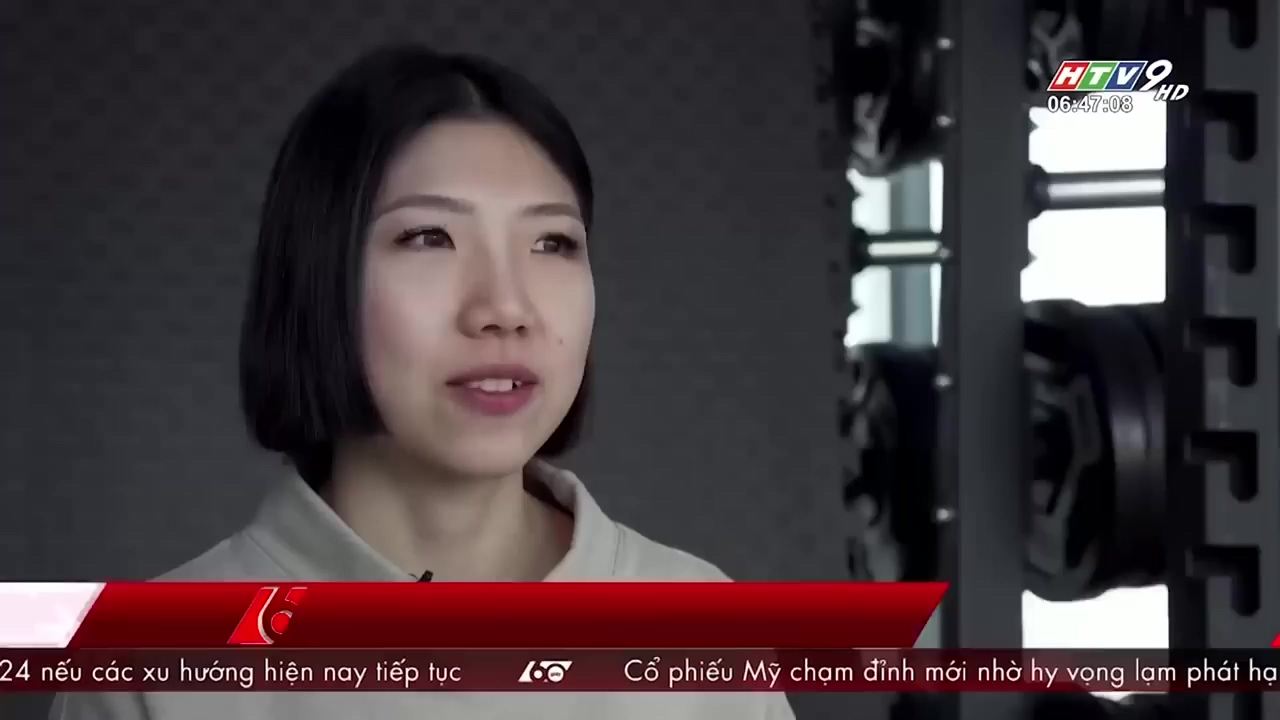 HTV9
HD
06:47:08
24 nếu các xu hướng hiện nay tiếp tục
60
Cổ phiếu Mỹ chạm đỉnh mới nhờ hy vọng lạm phát hạ